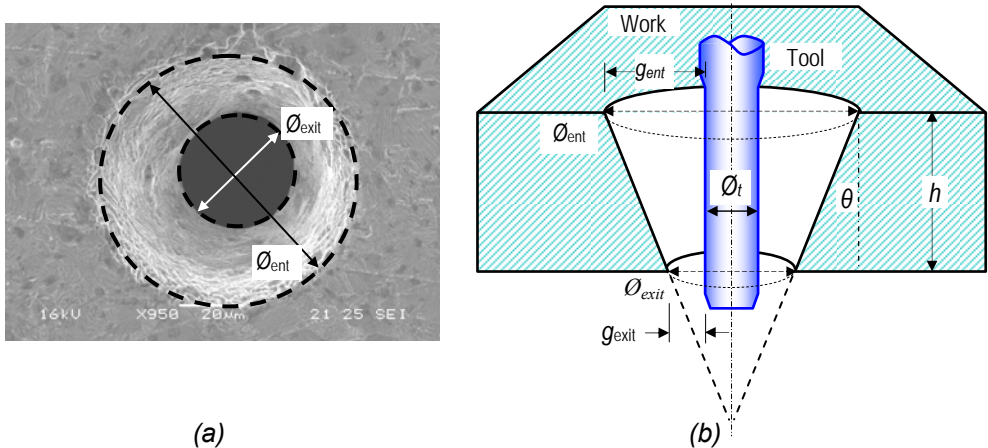 Øexit
Øent
16kV X950 20μm 21 25 SEI
(a)
Work
Tool
gent
Øent
Øt
θ
h
Øexit
gexit
(b)